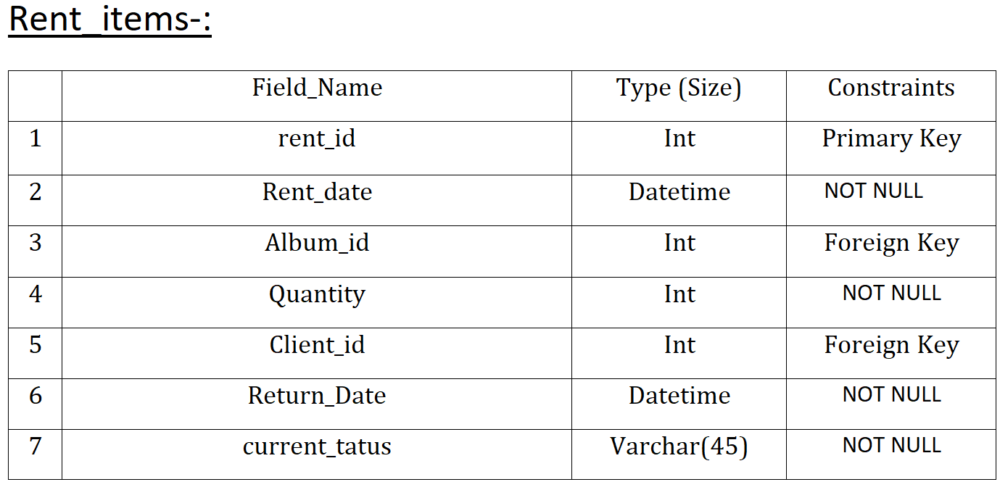 Rent_items-:
Field_Name Type (Size) Constraints
1 rent_id Int Primary Key
2 Rent_date Datetime NOT NULL
3 Album_id Int Foreign Key
4 Quantity Int NOT NULL
5 Client_id Int Foreign Key
6 Return_Date Datetime NOT NULL
7 current_tatus Varchar(45) NOT NULL